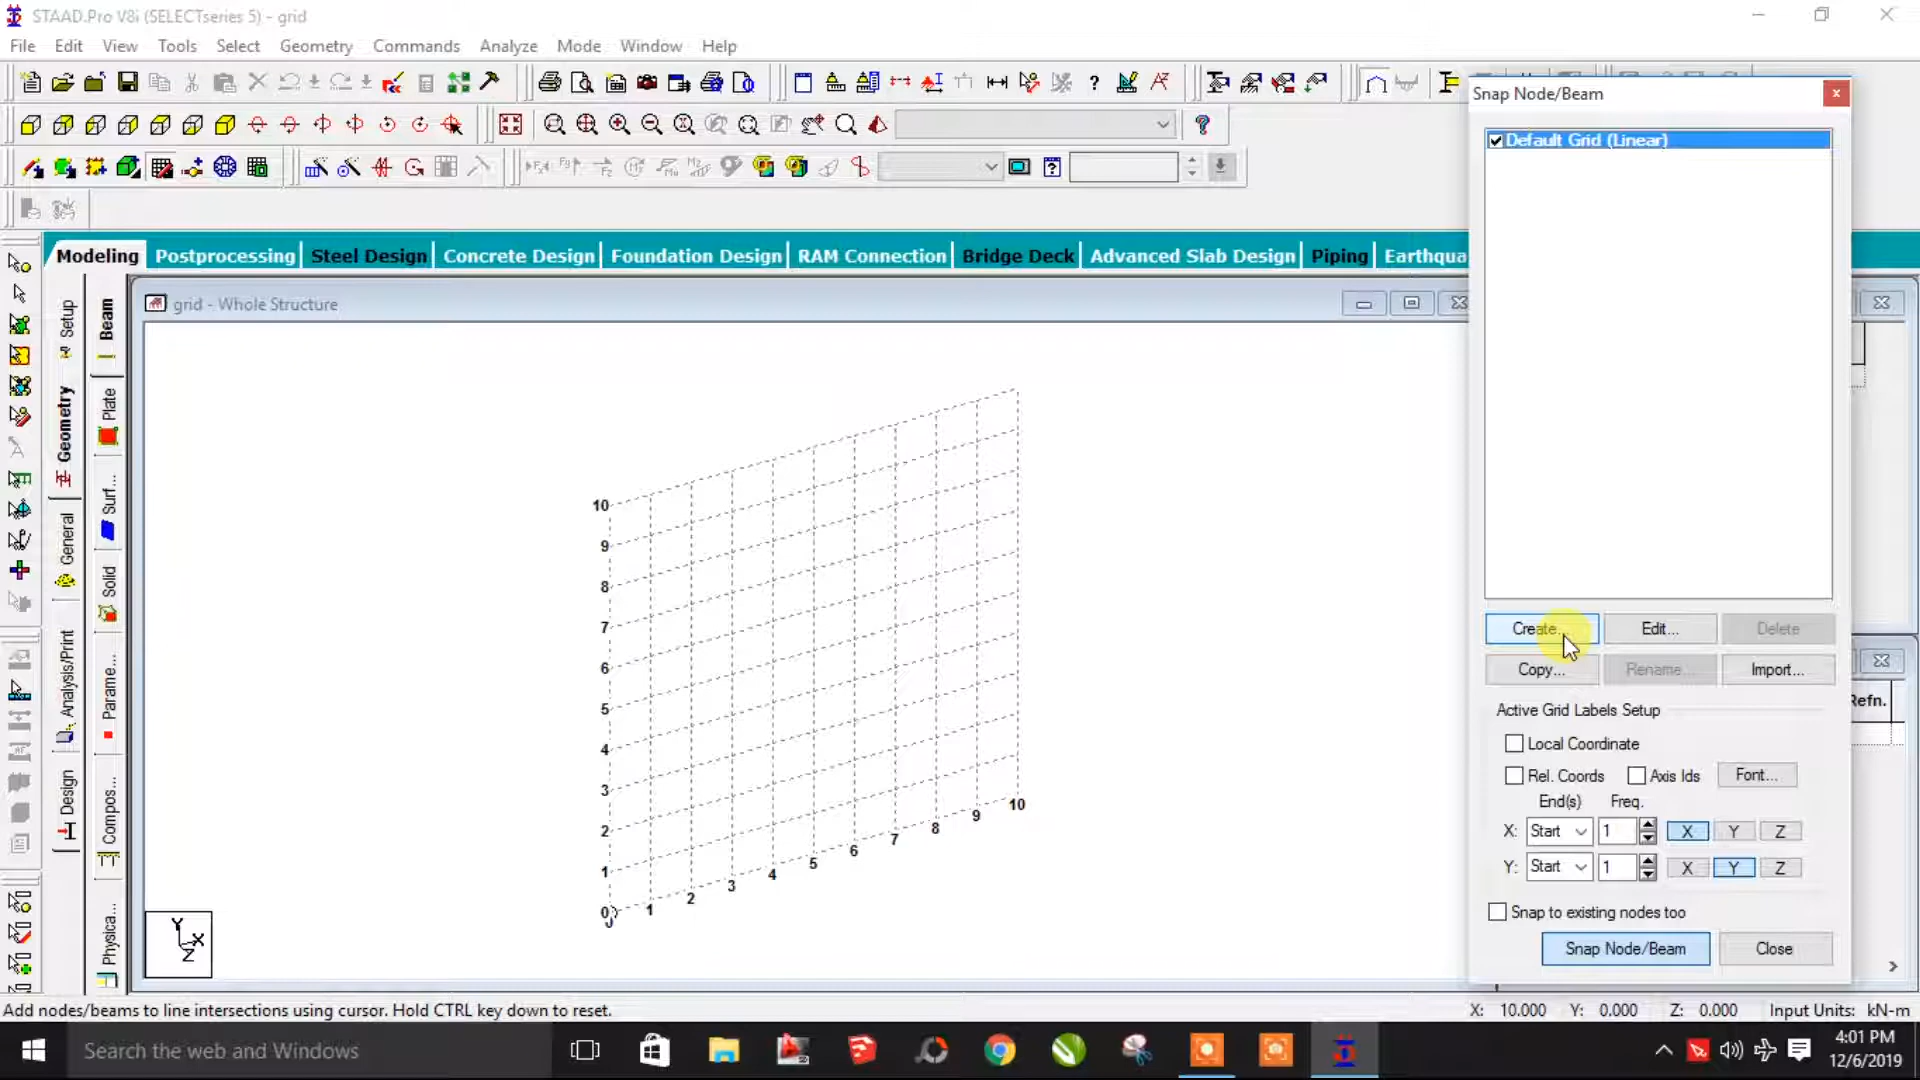 STAAD.Pro V8i (SELECTseries 5) - grid
File Edit View Tools Select Geometry Commands Analyze Mode Window Help
Snap Node/Beam
Default Grid (Linear)
Modeling Postprocessing Steel Design Concrete Design Foundation Design RAM Connection Bridge Deck Advanced Slab Design Piping Earthqua
grid - Whole Structure
Setup
Geometry
General
Analysis/Print
Design
Beam
Plate
Surf...
Solid
Parame...
Compos...
Physica...
10
9
8
7
6
5
4
3
2
1
0
1 2 3 4 5 6 7 8 9 10
Y
X
Z
Create... Edit... Delete
Copy... Rename... Import...
Refn.
Active Grid Labels Setup
Local Coordinate
Rel. Coords Axis Ids Font...
End(s) Freq.
X: Start 1 X Y Z
Y: Start 1 X Y Z
Snap to existing nodes too
Snap Node/Beam Close
Add nodes/beams to line intersections using cursor. Hold CTRL key down to reset.
X: 10.000 Y: 0.000 Z: 0.000 Input Units: kN-m
Search the web and Windows
4:01 PM
12/6/2019